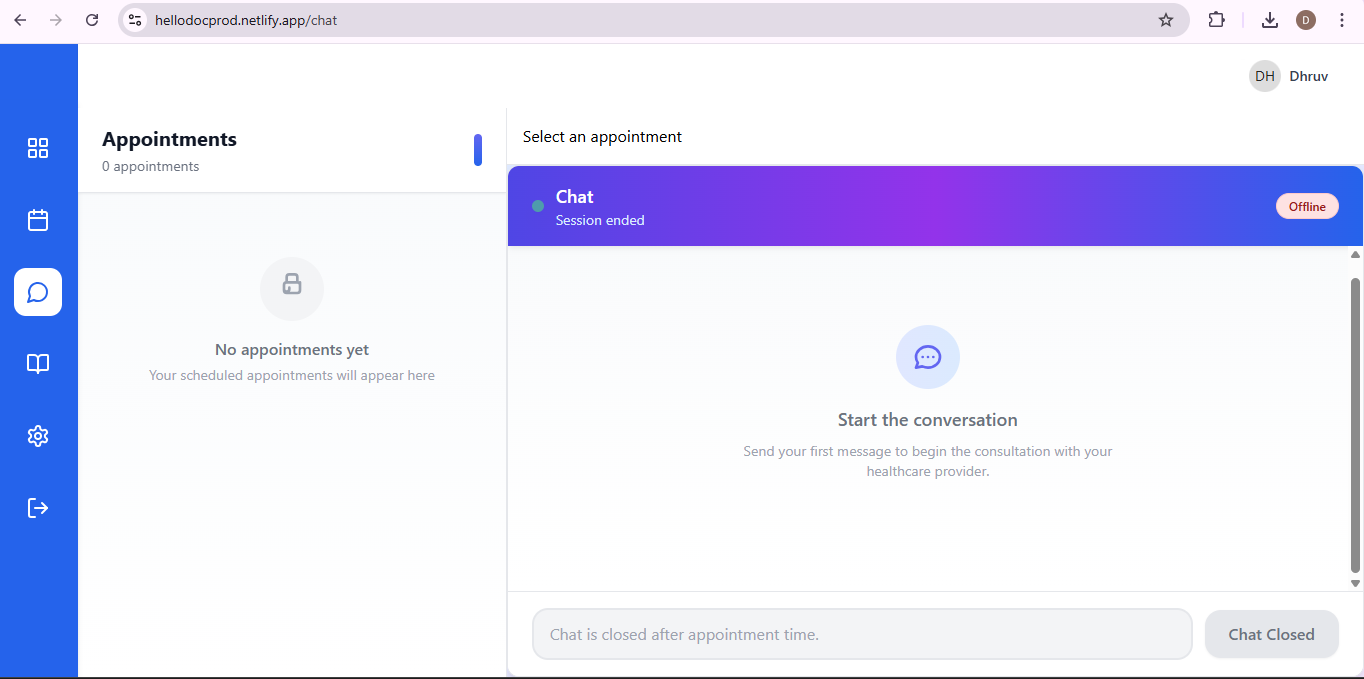 hellodocprod.netlify.app/chat
D
DH Dhruv
Appointments
0 appointments
No appointments yet
Your scheduled appointments will appear here
Select an appointment
Chat
Session ended
Offline
Start the conversation
Send your first message to begin the consultation with your
healthcare provider.
Chat is closed after appointment time.
Chat Closed